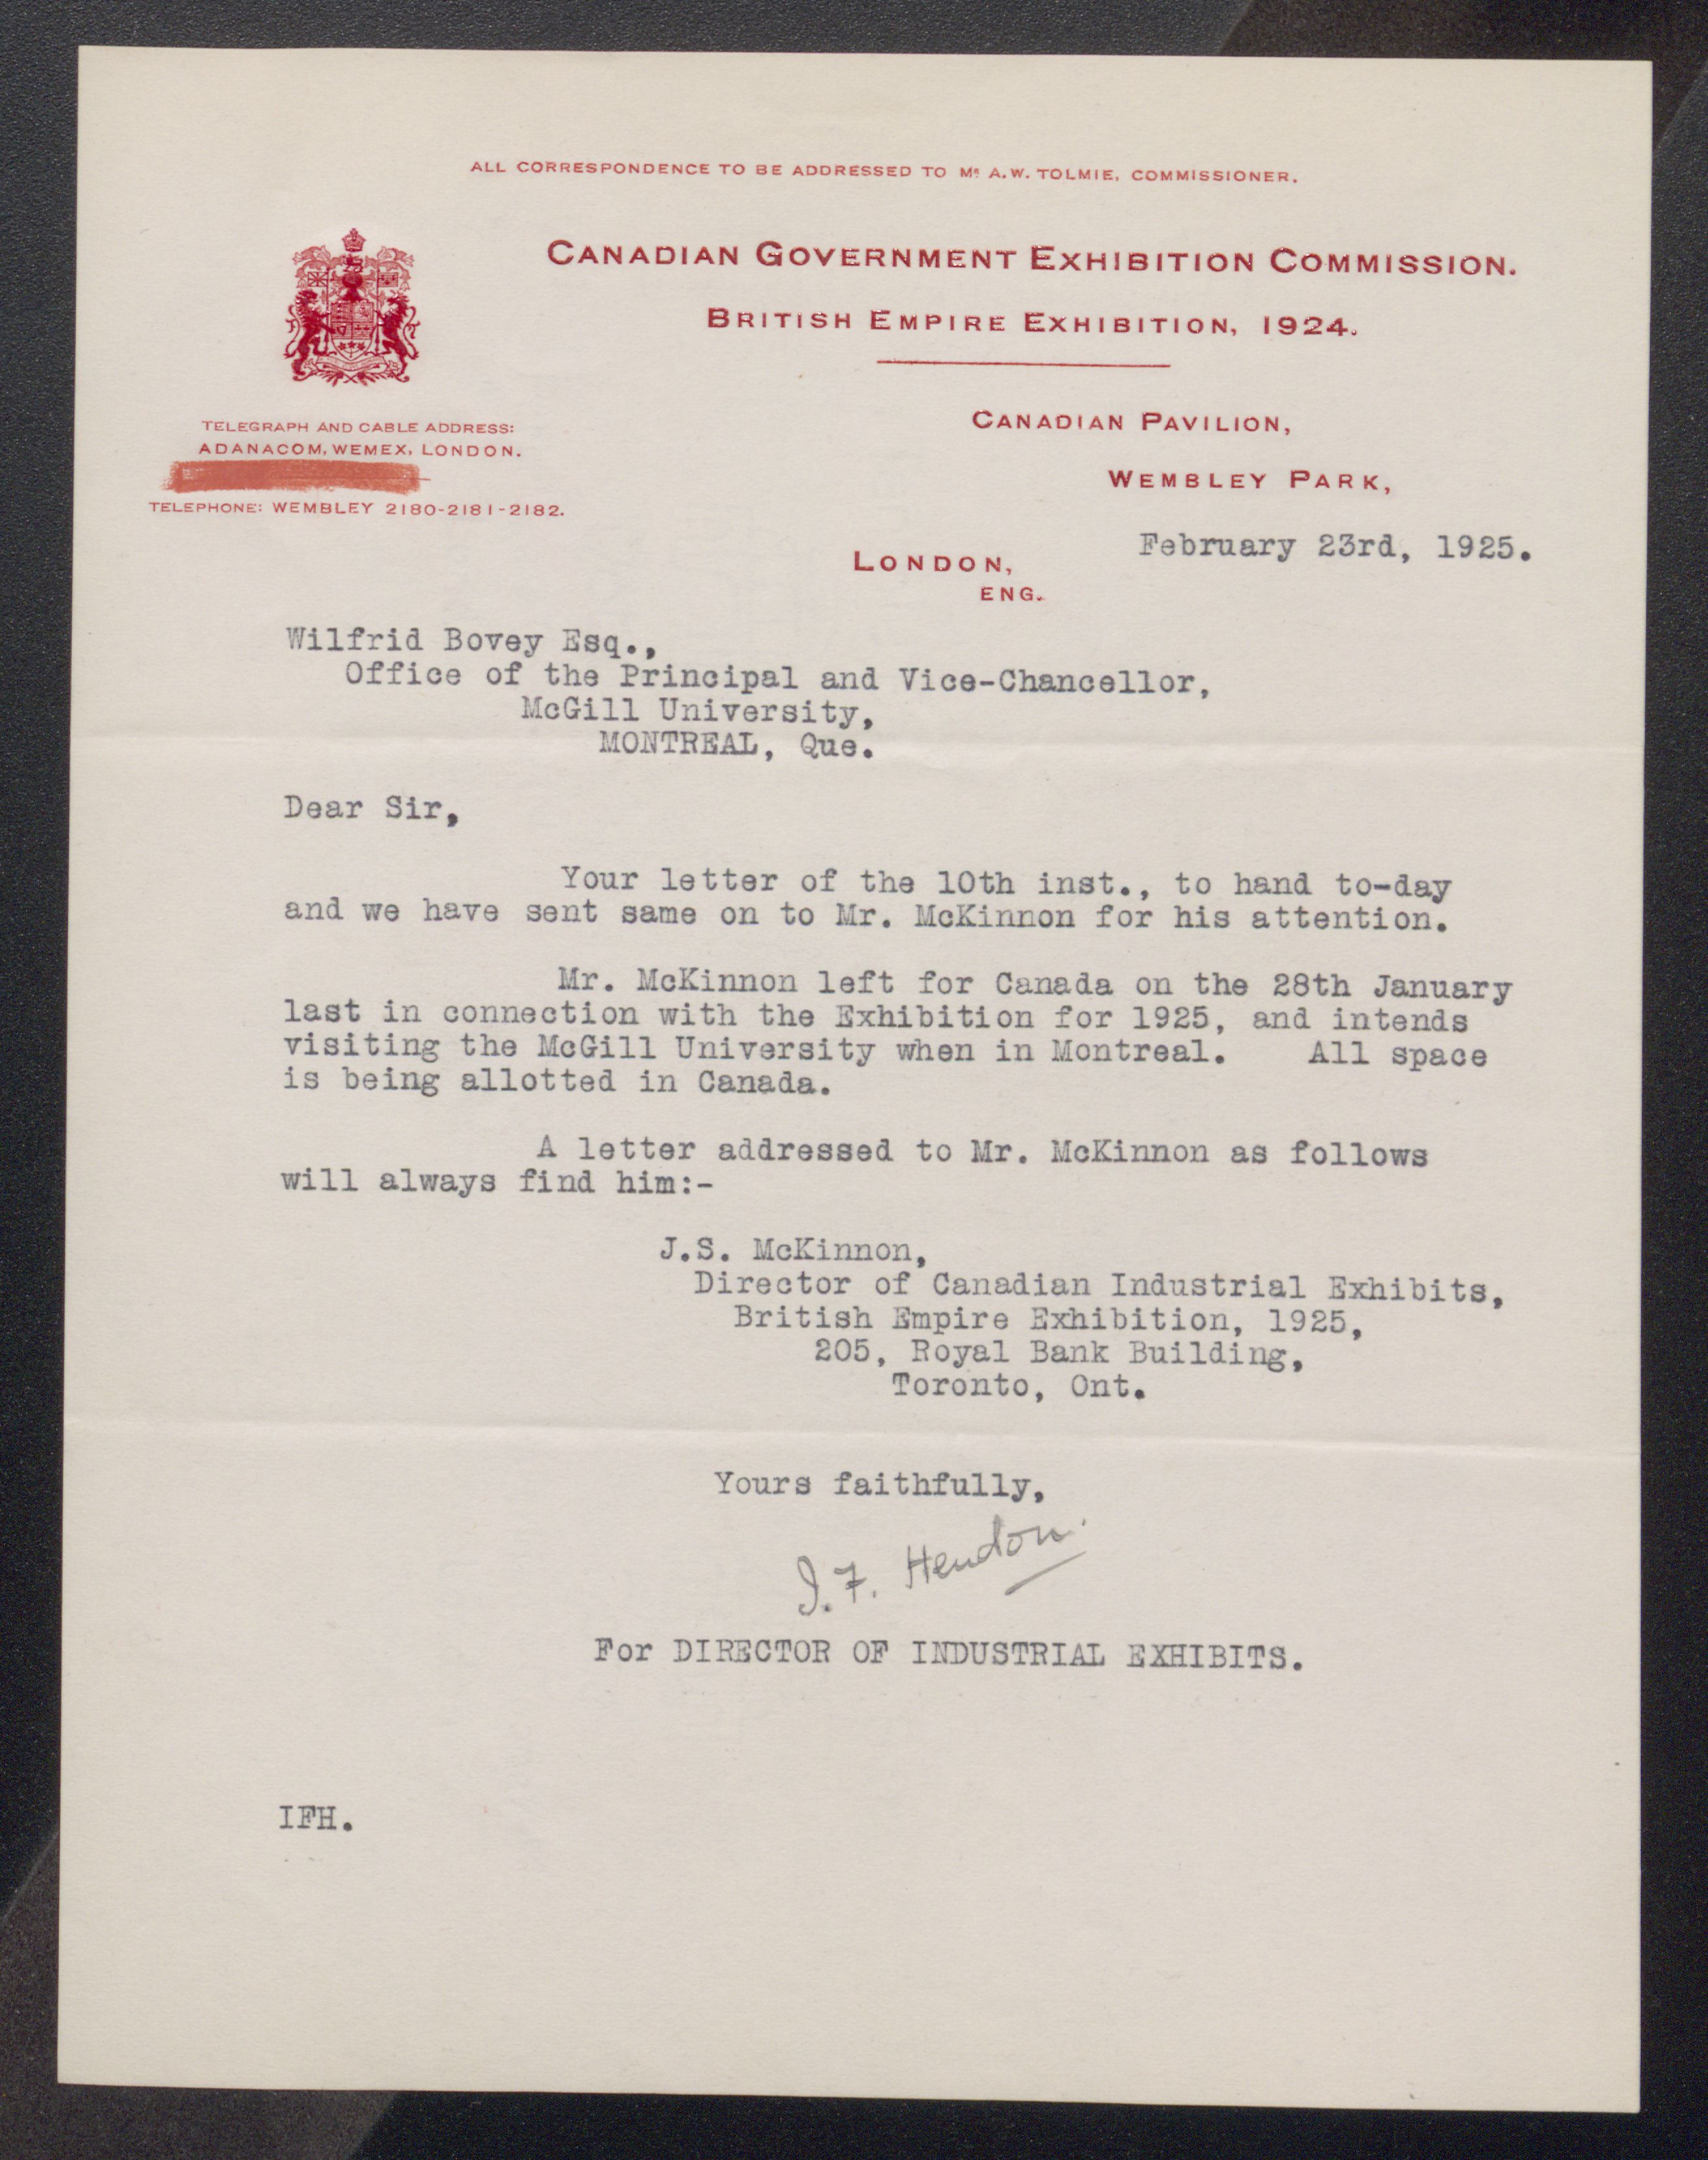 ALL CORRESPONDENCE TO BE ADDRESSED TO Mr A.W. TOLMIE, COMMISSIONER.
CANADIAN GOVERNMENT EXHIBITION COMMISSION.
BRITISH EMPIRE EXHIBITION, 1924.
TELEGRAPH AND CABLE ADDRESS:
ADANACOM, WEMEX, LONDON.
TELEPHONE: WEMBLEY 2180-2181-2182.
CANADIAN PAVILION,
WEMBLEY PARK,
LONDON,
ENG.
February 23rd, 1925.
Wilfrid Bovey Esq.,
Office of the Principal and Vice-Chancellor,
McGill University,
MONTREAL, Que.
Dear Sir,
Your letter of the 10th inst., to hand to-day
and we have sent same on to Mr. McKinnon for his attention.
Mr. McKinnon left for Canada on the 28th January
last in connection with the Exhibition for 1925, and intends
visiting the McGill University when in Montreal. All space
is being allotted in Canada.
A letter addressed to Mr. McKinnon as follows
will always find him:-
J.S. McKinnon,
Director of Canadian Industrial Exhibits,
British Empire Exhibition, 1925,
205, Royal Bank Building,
Toronto, Ont.
Yours faithfully,
I.F. Hendon.
For DIRECTOR OF INDUSTRIAL EXHIBITS.
IFH.